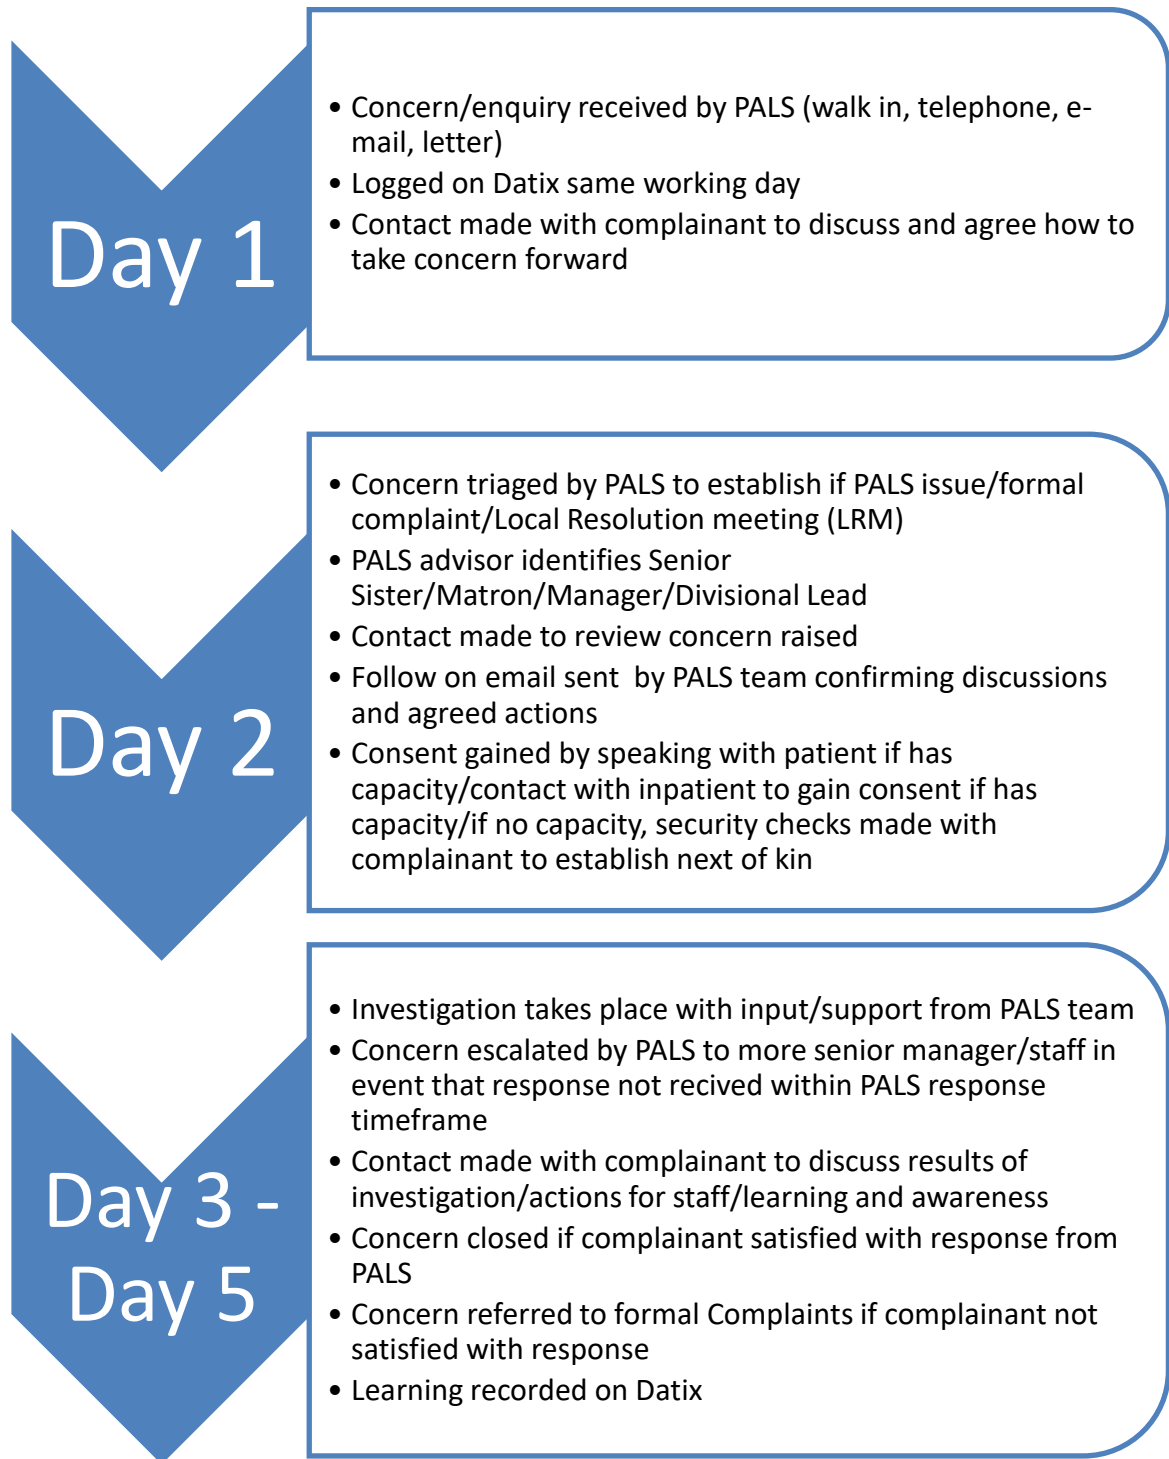 Day 1
• Concern/enquiry received by PALS (walk in, telephone, e-
mail, letter)
• Logged on Datix same working day
• Contact made with complainant to discuss and agree how to
take concern forward
Day 2
• Concern triaged by PALS to establish if PALS issue/formal
complaint/Local Resolution meeting (LRM)
• PALS advisor identifies Senior
Sister/Matron/Manager/Divisional Lead
• Contact made to review concern raised
• Follow on email sent  by PALS team confirming discussions
and agreed actions
• Consent gained by speaking with patient if has
capacity/contact with inpatient to gain consent if has
capacity/if no capacity, security checks made with
complainant to establish next of kin
Day 3 -
Day 5
• Investigation takes place with input/support from PALS team
• Concern escalated by PALS to more senior manager/staff in
event that response not recived within PALS response
timeframe
• Contact made with complainant to discuss results of
investigation/actions for staff/learning and awareness
• Concern closed if complainant satisfied with response from
PALS
• Concern referred to formal Complaints if complainant not
satisfied with response
• Learning recorded on Datix